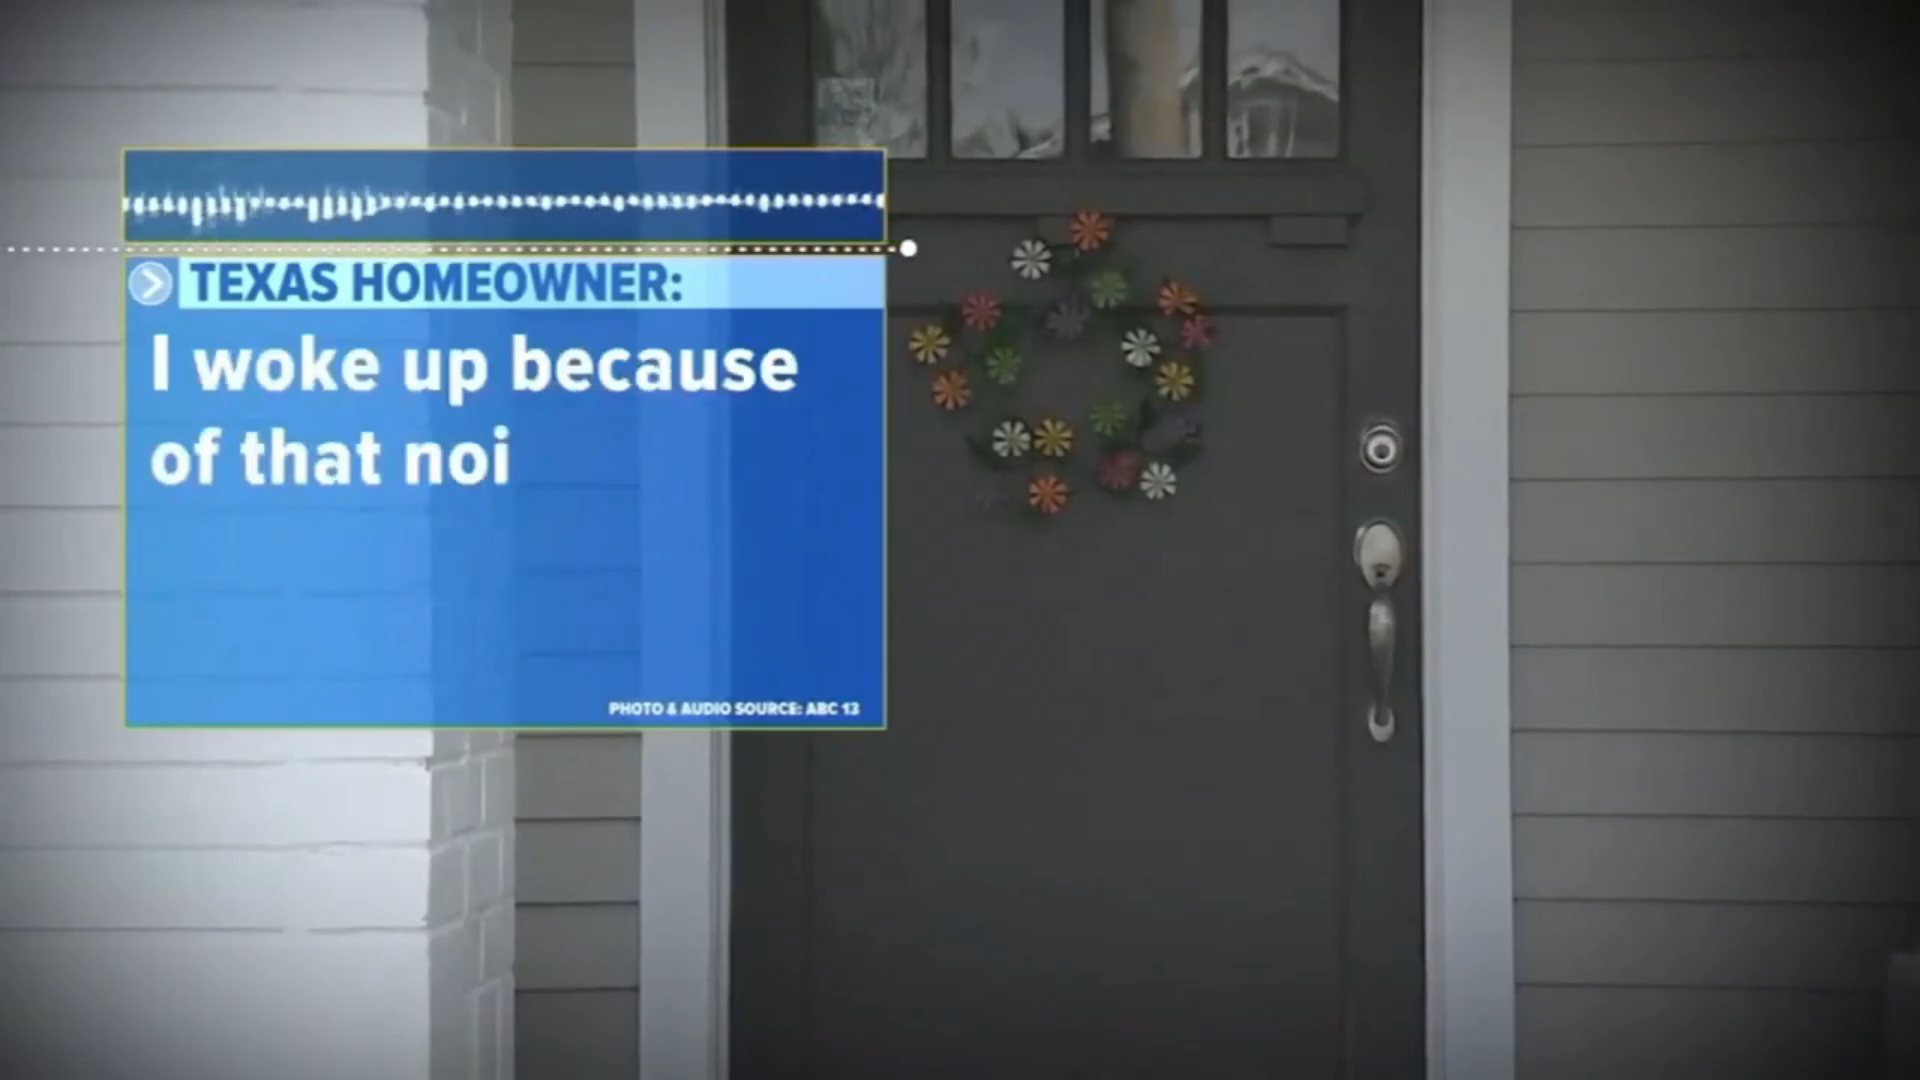 TEXAS HOMEOWNER:
I woke up because
of that noi
PHOTO & AUDIO SOURCE: ABC 13